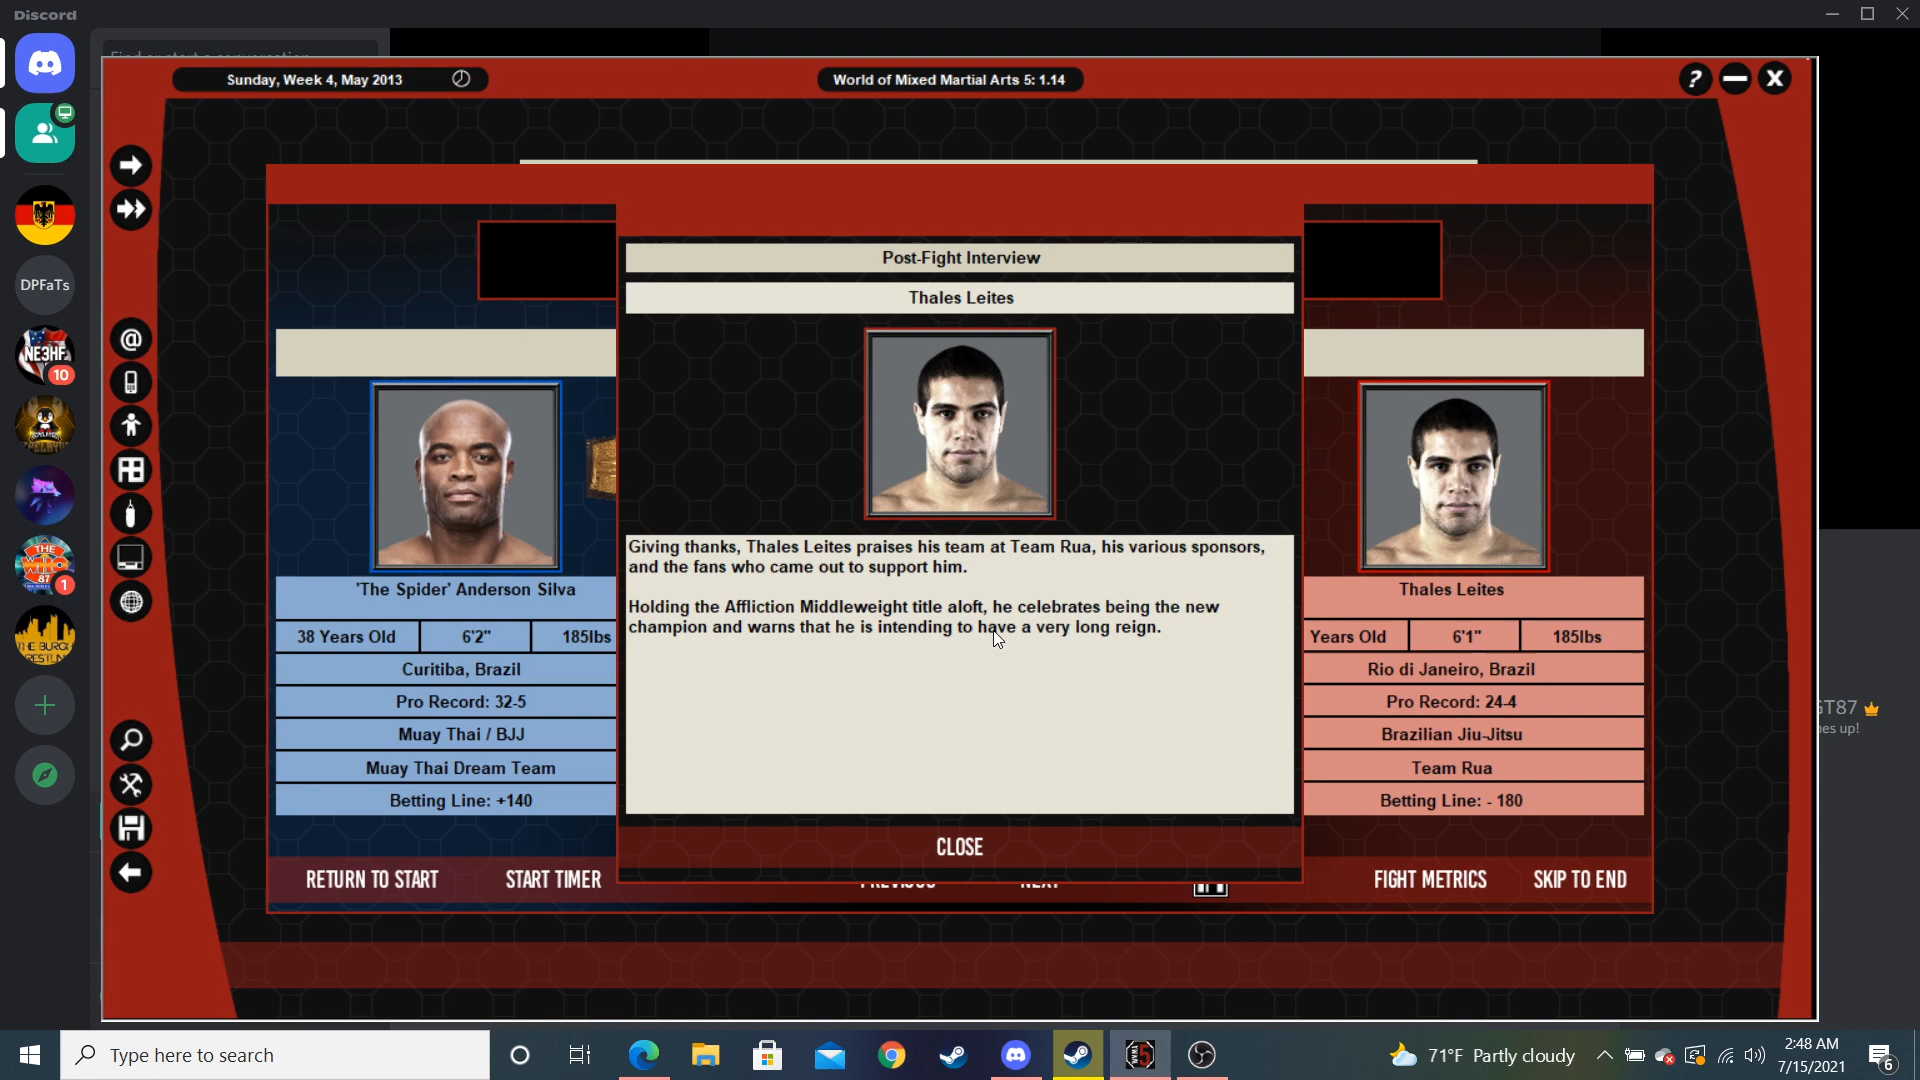 Discord
Sunday, Week 4, May 2013
World of Mixed Martial Arts 5: 1.14
?
X
DPFaTs
NE3HF
10
THE
WHO
87
1
Post-Fight Interview
Thales Leites
Giving thanks, Thales Leites praises his team at Team Rua, his various sponsors,
and the fans who came out to support him.
Holding the Affliction Middleweight title aloft, he celebrates being the new
champion and warns that he is intending to have a very long reign.
CLOSE
'The Spider' Anderson Silva
38 Years Old
6'2"
185lbs
Curitiba, Brazil
Pro Record: 32-5
Muay Thai / BJJ
Muay Thai Dream Team
Betting Line: +140
Thales Leites
Years Old
6'1"
185lbs
Rio di Janeiro, Brazil
Pro Record: 24-4
Brazilian Jiu-Jitsu
Team Rua
Betting Line: - 180
RETURN TO START
START TIMER
FIGHT METRICS
SKIP TO END
GT87
Type here to search
71°F Partly cloudy
2:48 AM
7/15/2021
6